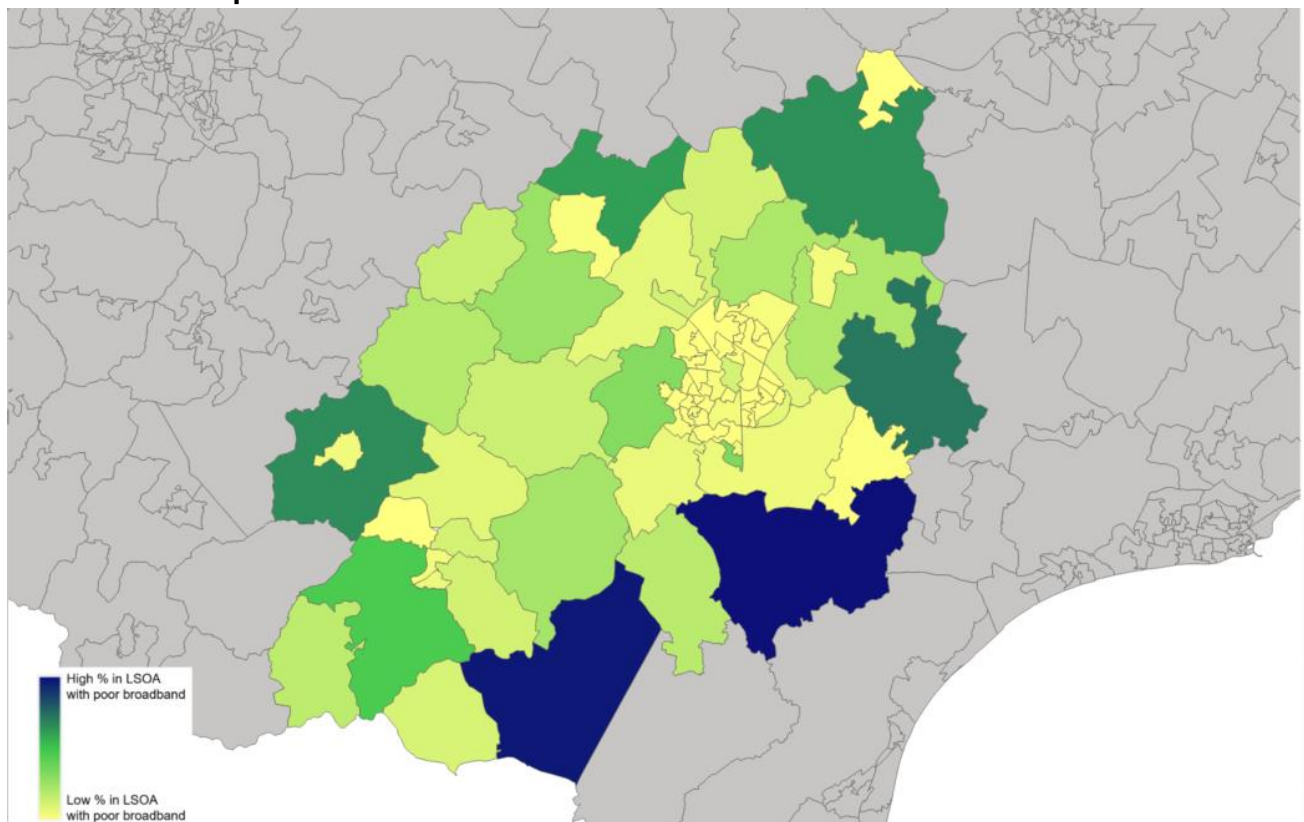 High % in LSOA
with poor broadband
Low % in LSOA
with poor broadband